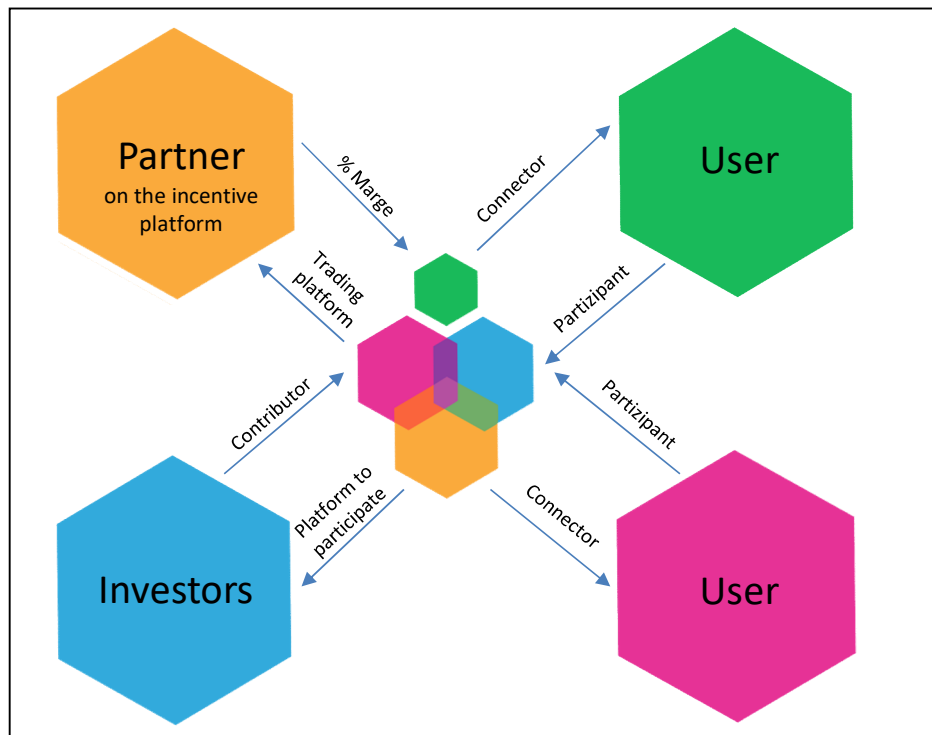 Partner
on the incentive
platform
% Marge
Connector
User
Trading
platform
Partizipant
Contributor
Partizipant
Platform to
participate
Connector
Investors
User